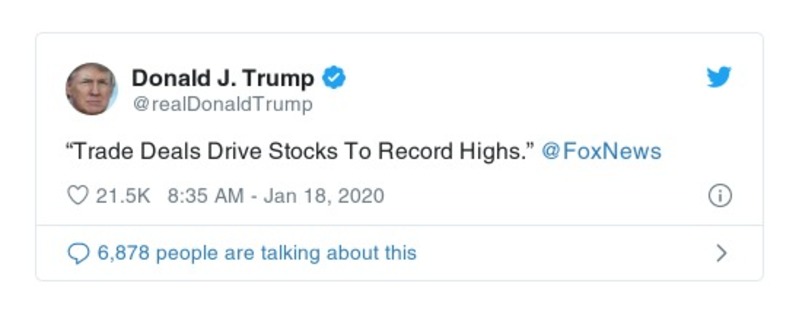 Donald J. Trump
@realDonaldTrump
“Trade Deals Drive Stocks To Record Highs.” @FoxNews
21.5K 8:35 AM - Jan 18, 2020
6,878 people are talking about this